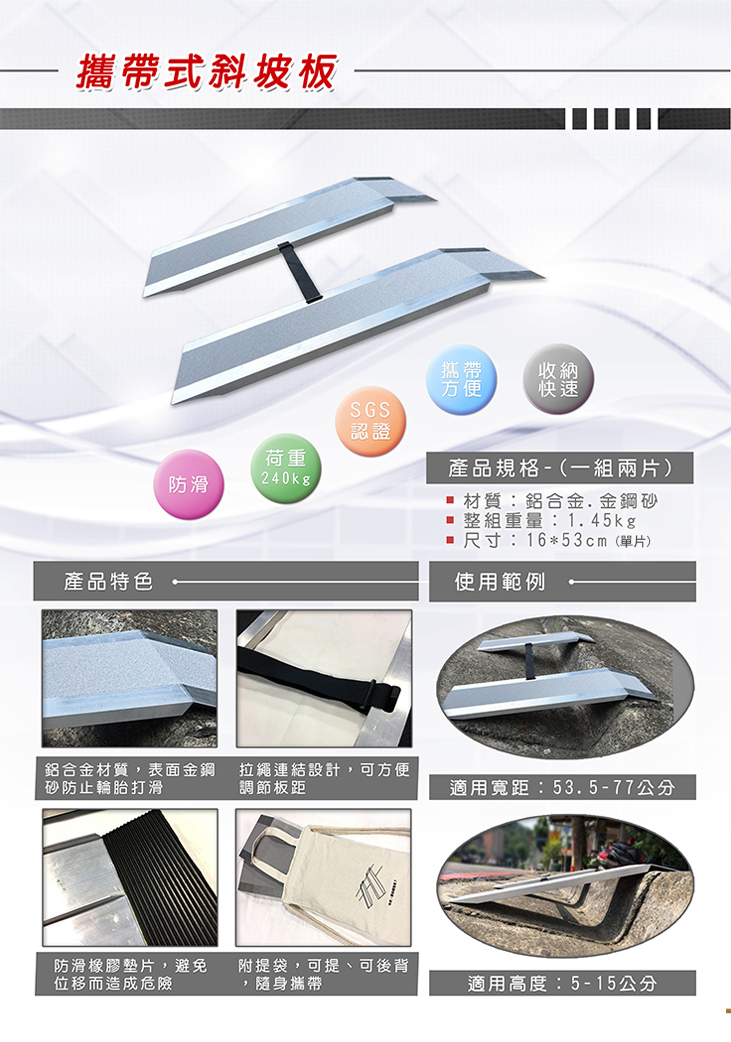 攜帶式斜坡板
攜帶
方便
收納
快速
SGS
認證
荷重
240kg
防滑
產品規格-(一組兩片)
材質：鋁合金.金鋼砂
整組重量：1.45kg
尺寸：16*53cm (單片)
產品特色
使用範例
鋁合金材質，表面金鋼
砂防止輪胎打滑
拉繩連結設計，可方便
調節板距
適用寬距：53.5-77公分
防滑橡膠墊片，避免
位移而造成危險
附提袋，可提、可後背
，隨身攜帶
適用高度：5-15公分